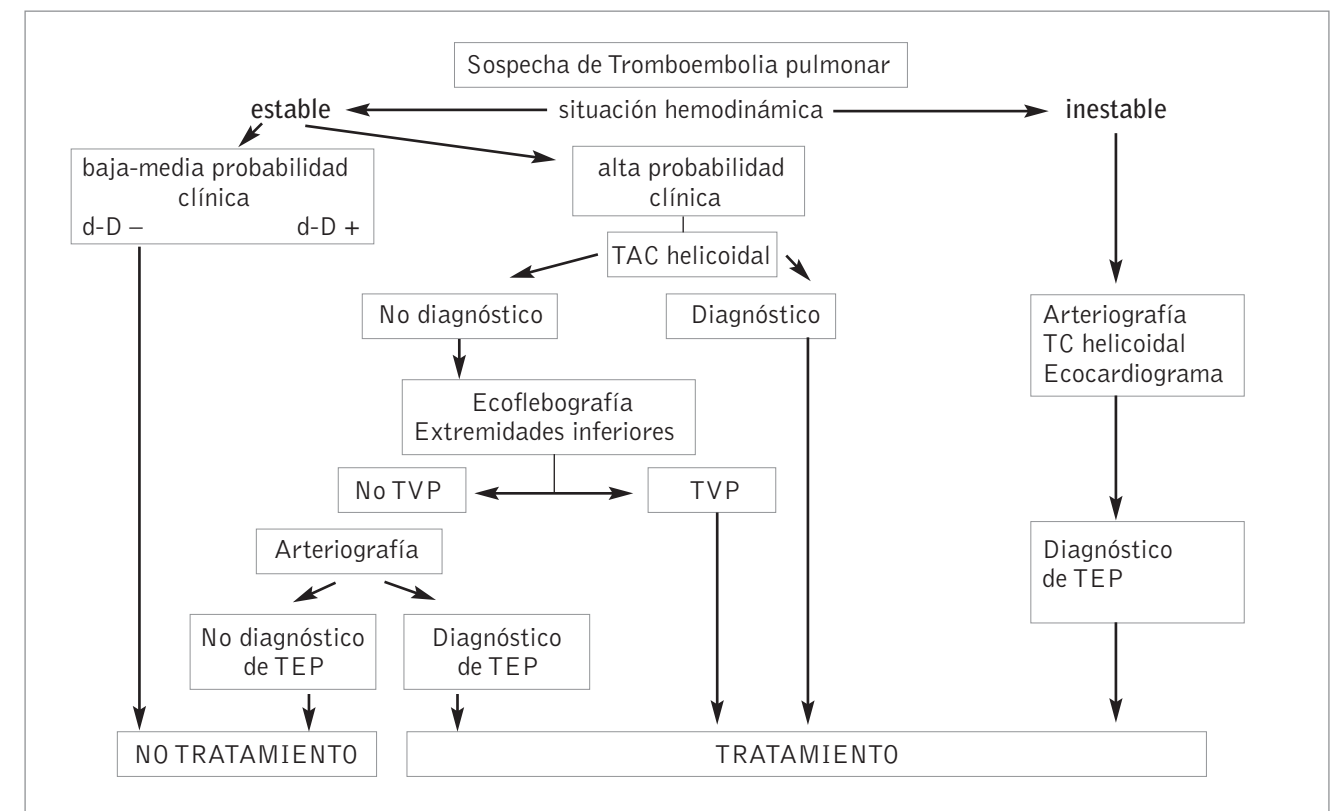 Sospecha de Tromboembolia pulmonar
estable situación hemodinámica inestable
baja-media probabilidad
clínica
d-D – d-D +
alta probabilidad
clínica
TAC helicoidal
No diagnóstico
Diagnóstico
Arteriografía
TC helicoidal
Ecocardiograma
Ecoflebografía
Extremidades inferiores
No TVP
TVP
Arteriografía
Diagnóstico
de TEP
No diagnóstico
de TEP
Diagnóstico
de TEP
NO TRATAMIENTO
TRATAMIENTO